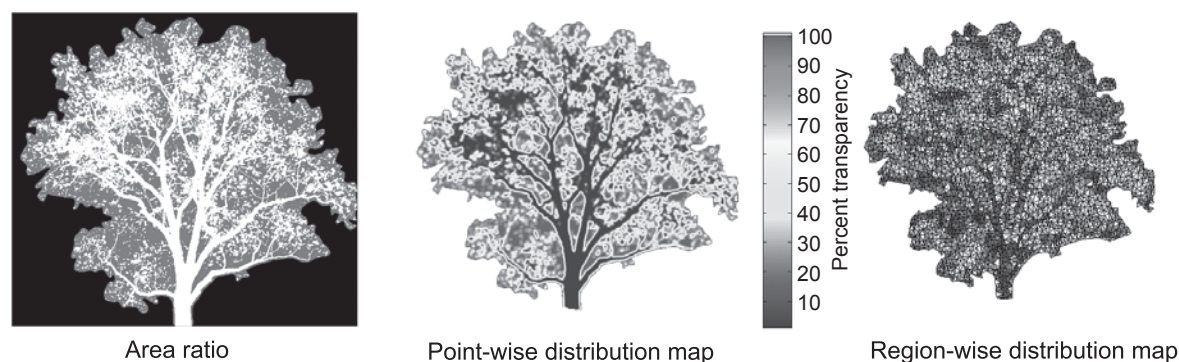 100
90
80
70
60
50
40
30
20
10
Percent transparency
Area ratio
Point-wise distribution map
Region-wise distribution map